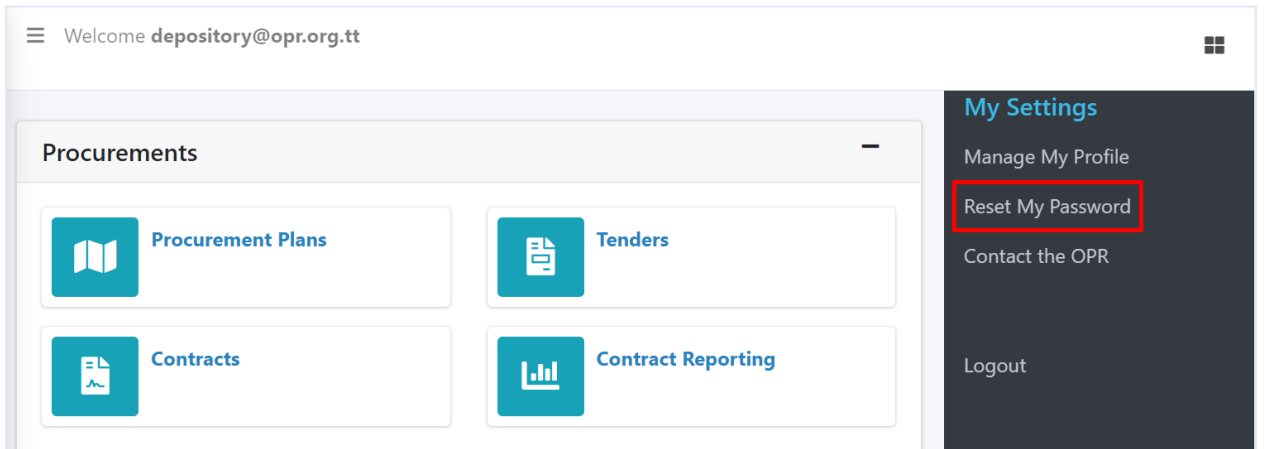 Welcome depository@opr.org.tt
Procurements
Procurement Plans
Tenders
Contracts
Contract Reporting
My Settings
Manage My Profile
Reset My Password
Contact the OPR
Logout